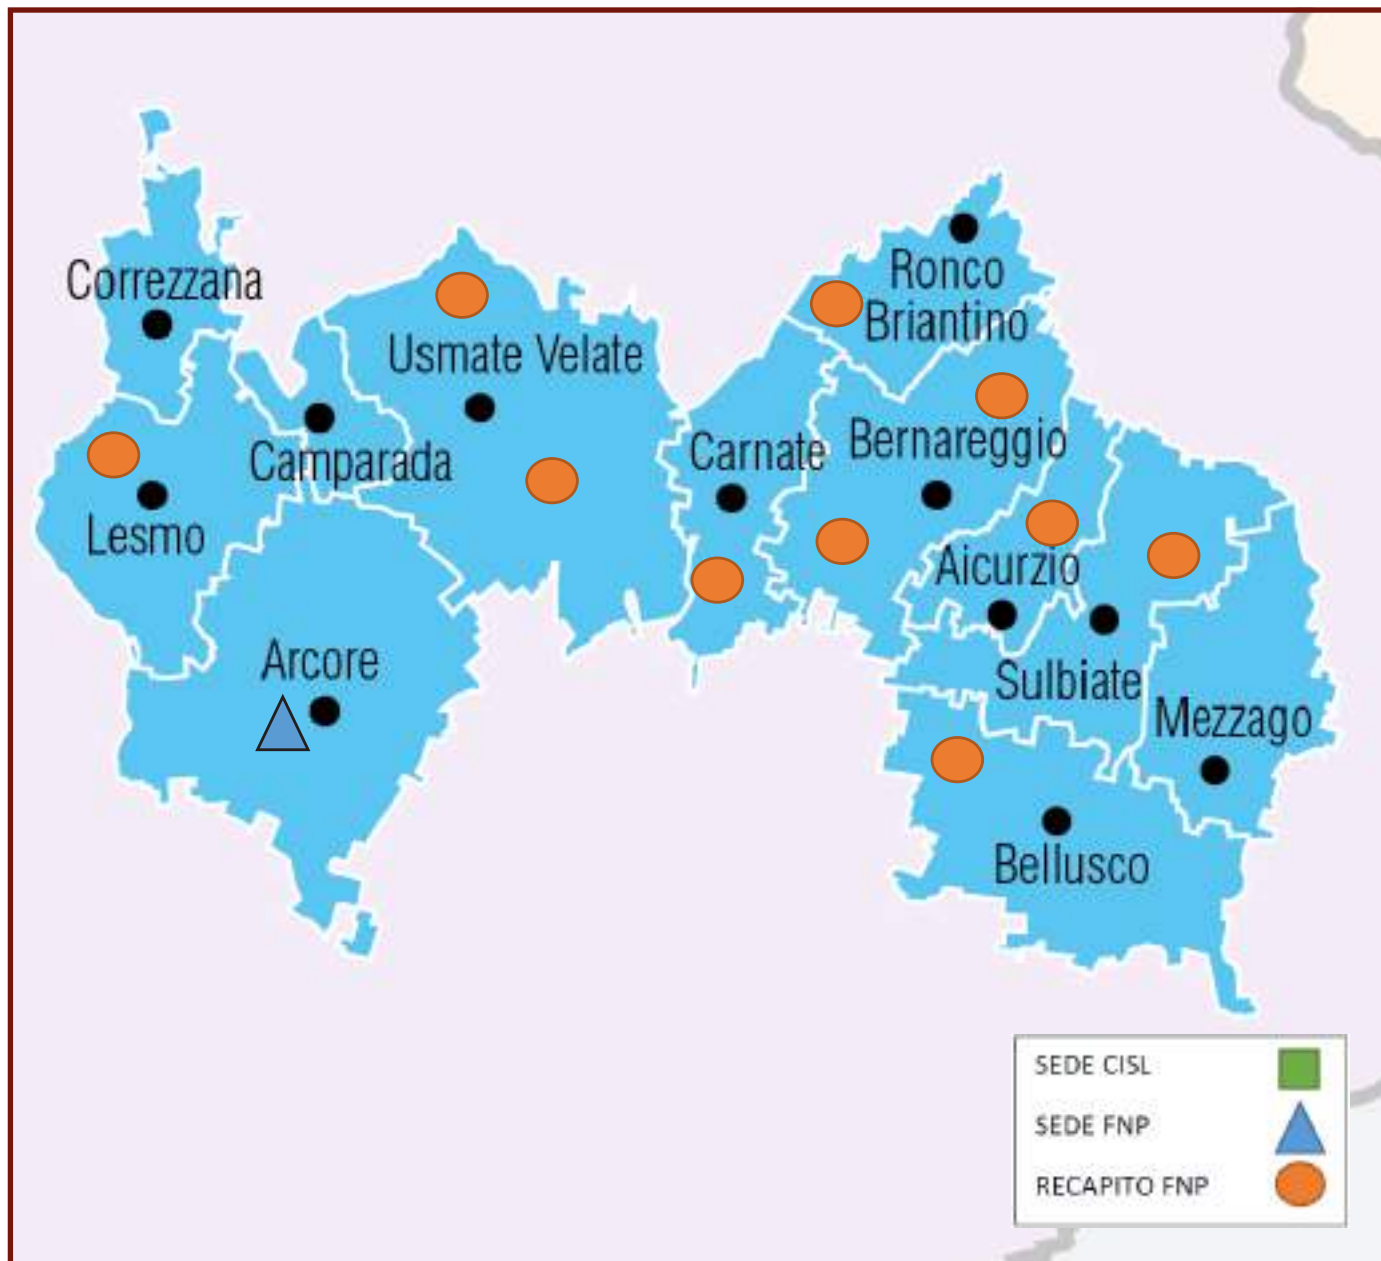 Correzzana
Ronco
Briantino
Usmate Velate
Carnate
Bernareggio
Camparada
Lesmo
Aicurzio
Arcore
Sulbiate
Mezzago
Bellusco
SEDE CISL
SEDE FNP
RECAPITO FNP